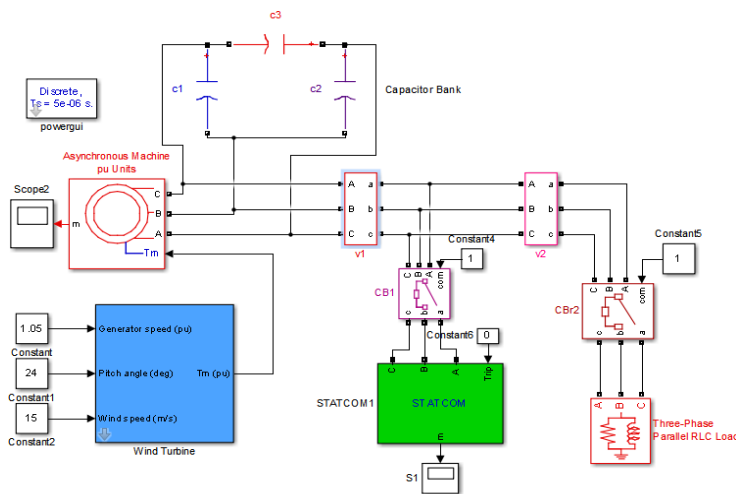 c3
c1
c2
Capacitor Bank
Discrete,
Ts = 5e-06 s.
powergui
Asynchronous Machine
pu Units
Scope2
m
C
B
A
Tm
A
B
C
a
b
c
v1
A
B
C
a
b
c
v2
Constant4
1
Constant5
1
C
B
A
com
CB1
c
b
a
C
B
A
com
CBr2
c
b
a
Constant6
0
1.05
Constant
24
Constant1
15
Constant2
Generator speed (pu)
Pitch angle (deg)
Wind speed (m/s)
Tm (pu)
Wind Turbine
C
B
A
Trip
STATCOM1
STATCOM
E
S1
A
B
C
Three-Phase
Parallel RLC Load